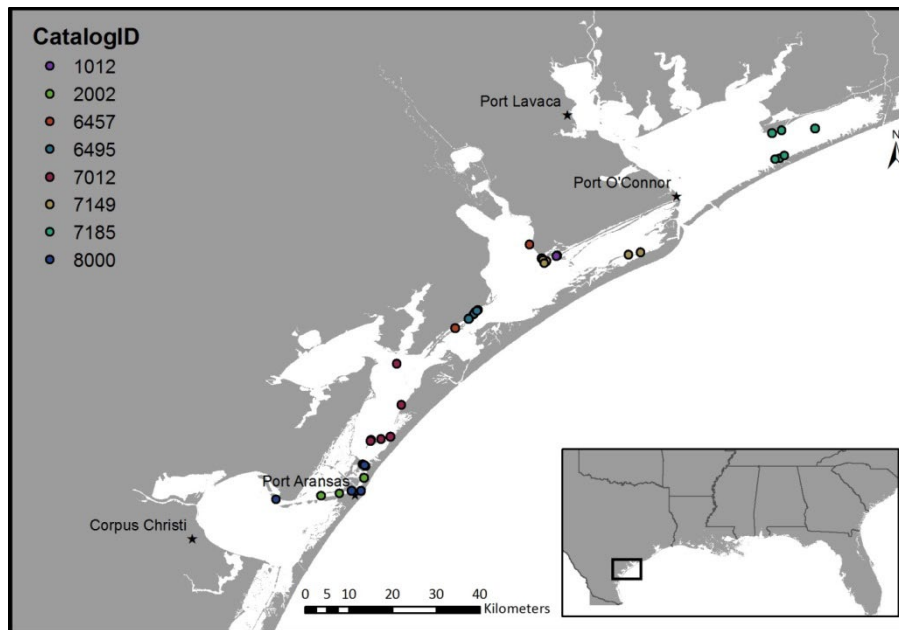 CatalogID
1012
2002
6457
6495
7012
7149
7185
8000
Port Lavaca
N
Port O'Connor
Port Aransas
Corpus Christi
0 5 10 20 30 40
Kilometers